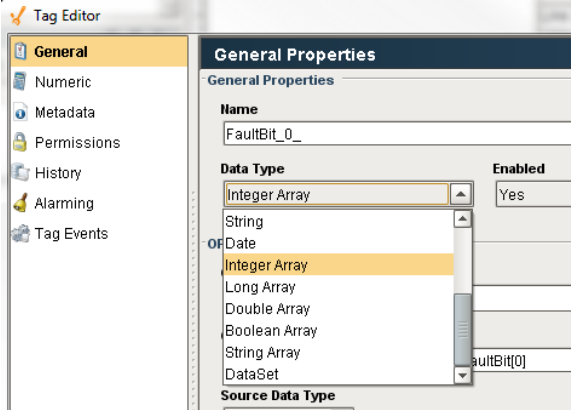 Tag Editor
General
Numeric
Metadata
Permissions
History
Alarming
Tag Events
General Properties
General Properties
Name
FaultBit_0_
Data Type
Enabled
Integer Array
Yes
String
Date
Integer Array
Long Array
Double Array
Boolean Array
String Array
DataSet
OP
aultBit[0]
Source Data Type